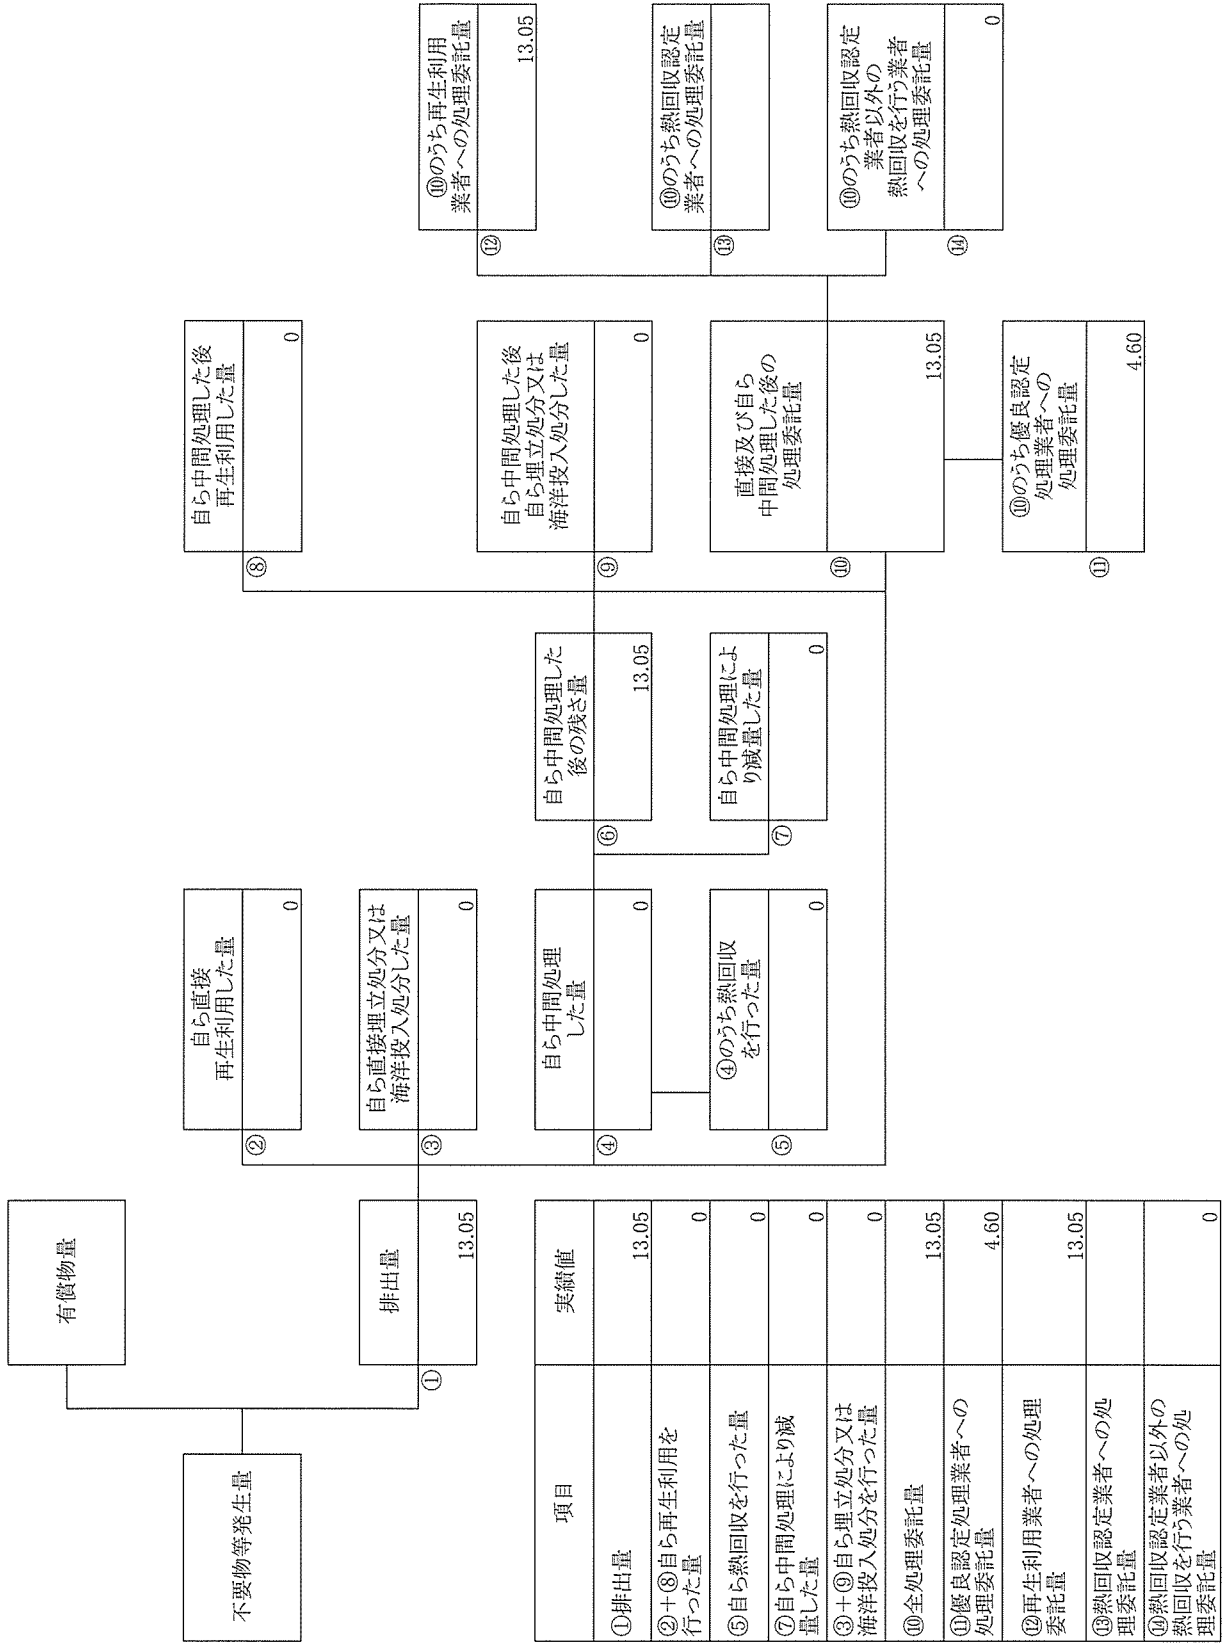 不要物等発生量
有償物量
①
排出量
13.05
②
自ら直接
再生利用した量
0
③
自ら直接埋立処分又は
海洋投入処分した量
0
④
自ら中間処理
した量
0
⑤
④のうち熱回収
を行った量
0
⑥
自ら中間処理した
後の残さ量
13.05
⑦
自ら中間処理によ
り減量した量
0
⑧
自ら中間処理した後
再生利用した量
0
⑨
自ら中間処理した後
自ら埋立処分又は
海洋投入処分した量
0
⑩
直接及び自ら
中間処理した後の
処理委託量
13.05
⑪
⑩のうち優良認定
処理業者への
処理委託量
4.60
⑫
⑩のうち再生利用
業者への処理委託量
13.05
⑬
⑩のうち熱回収認定
業者への処理委託量
⑭
⑩のうち熱回収認定
業者以外の
熱回収を行う業者
への処理委託量
0
項目 実績値
①排出量 13.05
②+⑧自ら再生利用を
行った量 0
⑤自ら熱回収を行った量 0
⑦自ら中間処理により減
量した量 0
③+⑨自ら埋立処分又は
海洋投入処分を行った量 0
⑩全処理委託量 13.05
⑪優良認定処理業者への
処理委託量 4.60
⑫再生利用業者への処理
委託量 13.05
⑬熱回収認定業者への処
理委託量
⑭熱回収認定業者以外の
熱回収を行う業者への処
理委託量 0